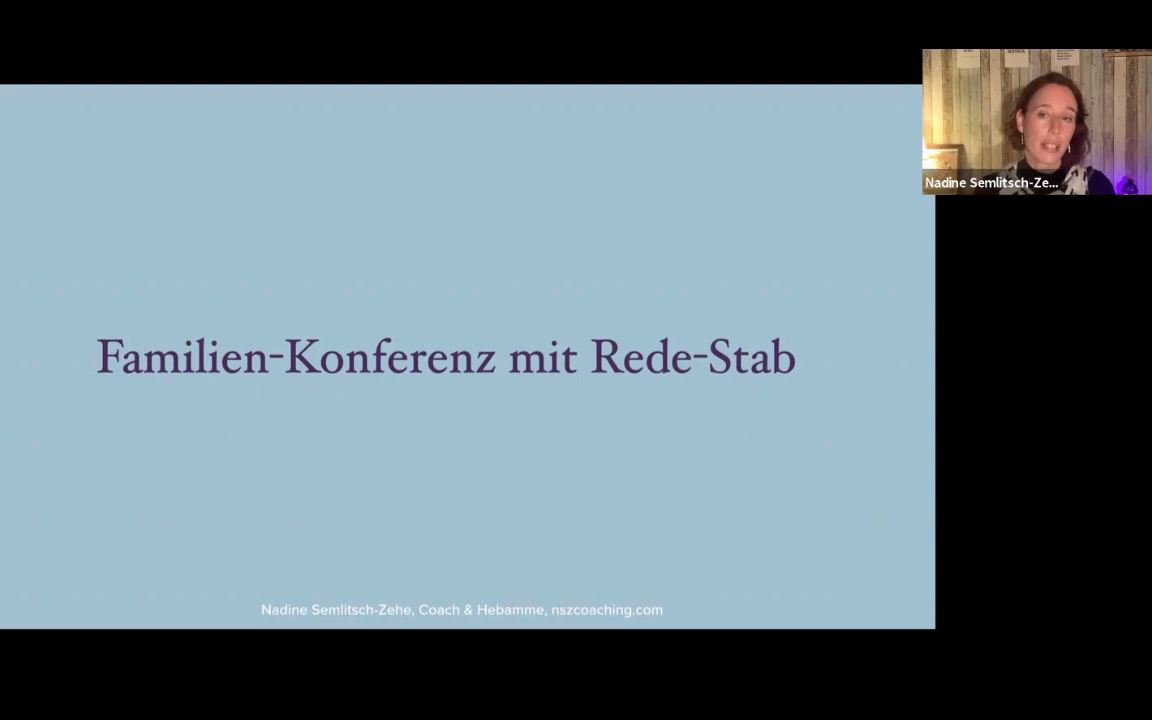 Nadine Semlitsch-Ze...
Familien-Konferenz mit Rede-Stab
Nadine Semlitsch-Zehe, Coach & Hebamme, nszcoaching.com